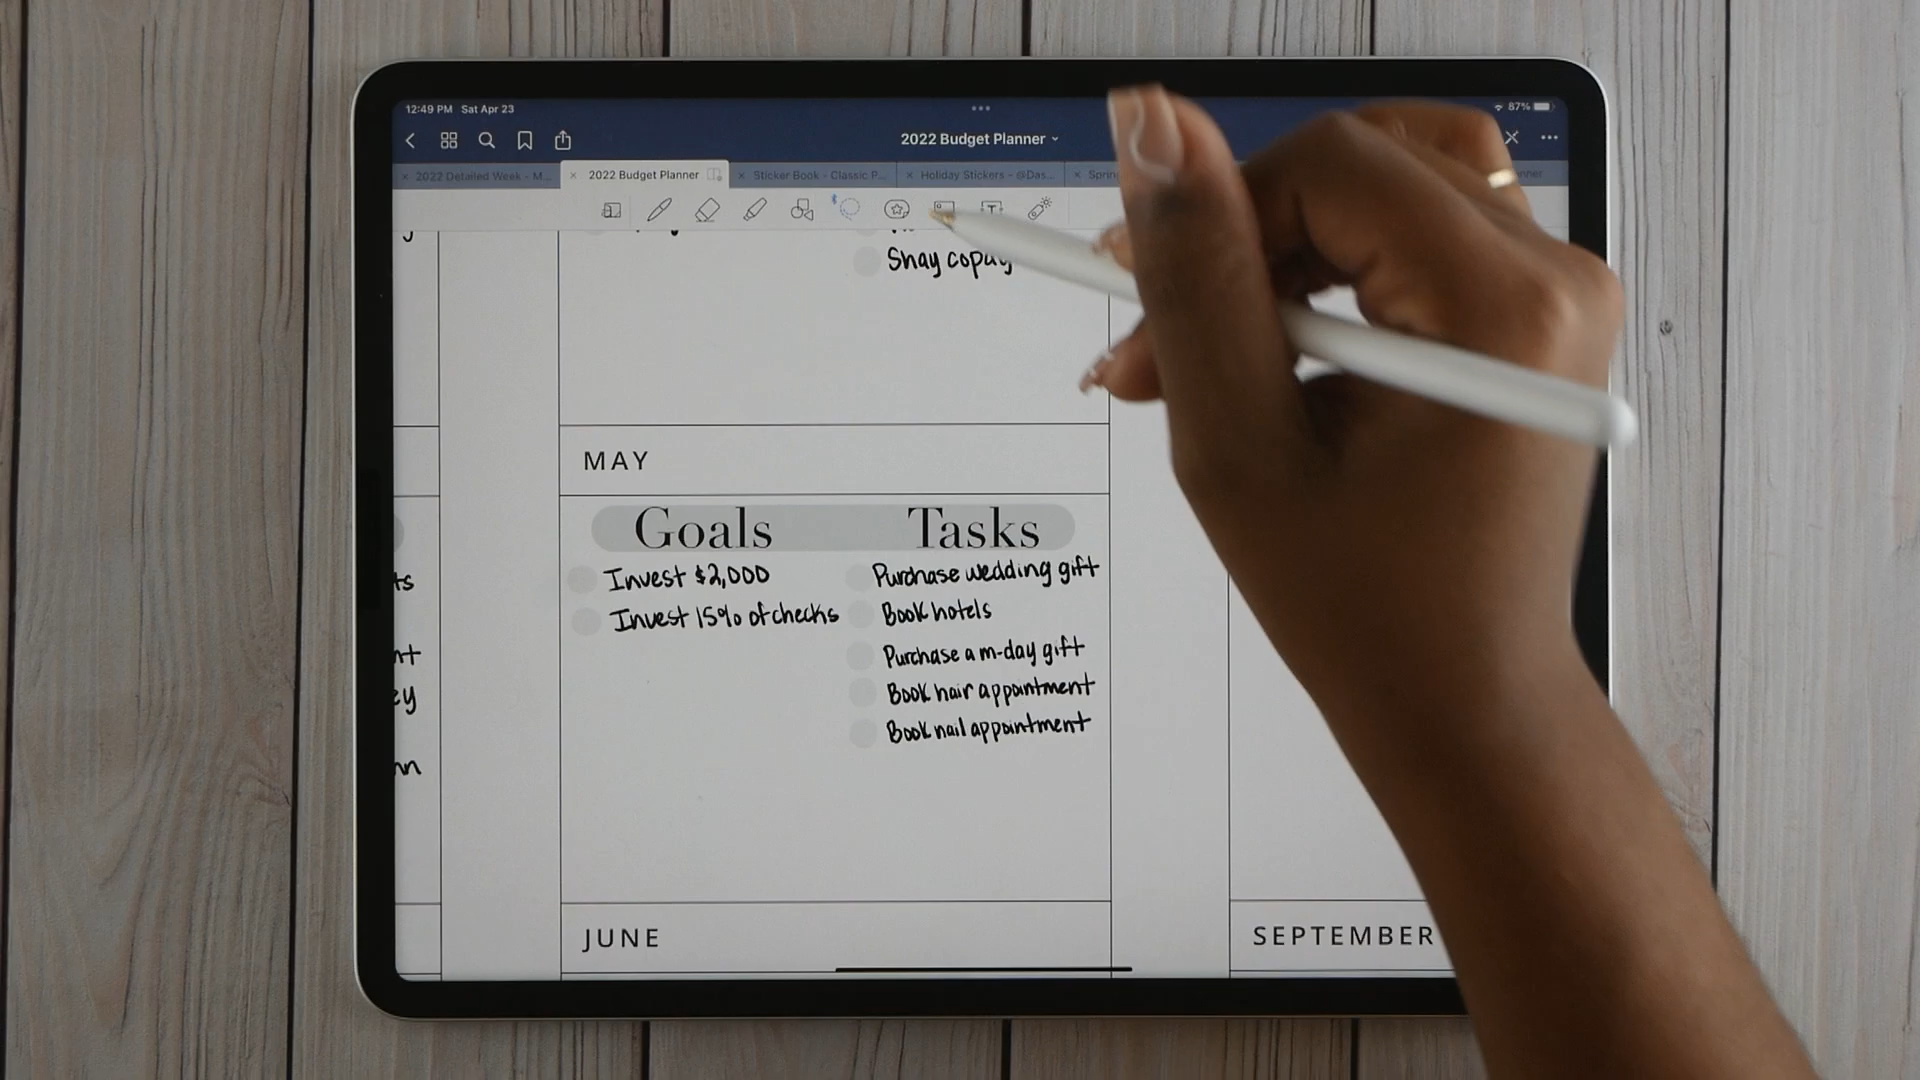 12:49 PM Sat Apr 23
87%
2022 Budget Planner
2022 Detailed Week - M...
2022 Budget Planner
Sticker Book - Classic P...
Holiday Stickers - @Das...
Shay copay
MAY
Goals Tasks
Invest $2,000
Invest 15% of checks
Purchase wedding gift
Book hotels
Purchase a m-day gift
Book hair appointment
Book nail appointment
JUNE
SEPTEMBER